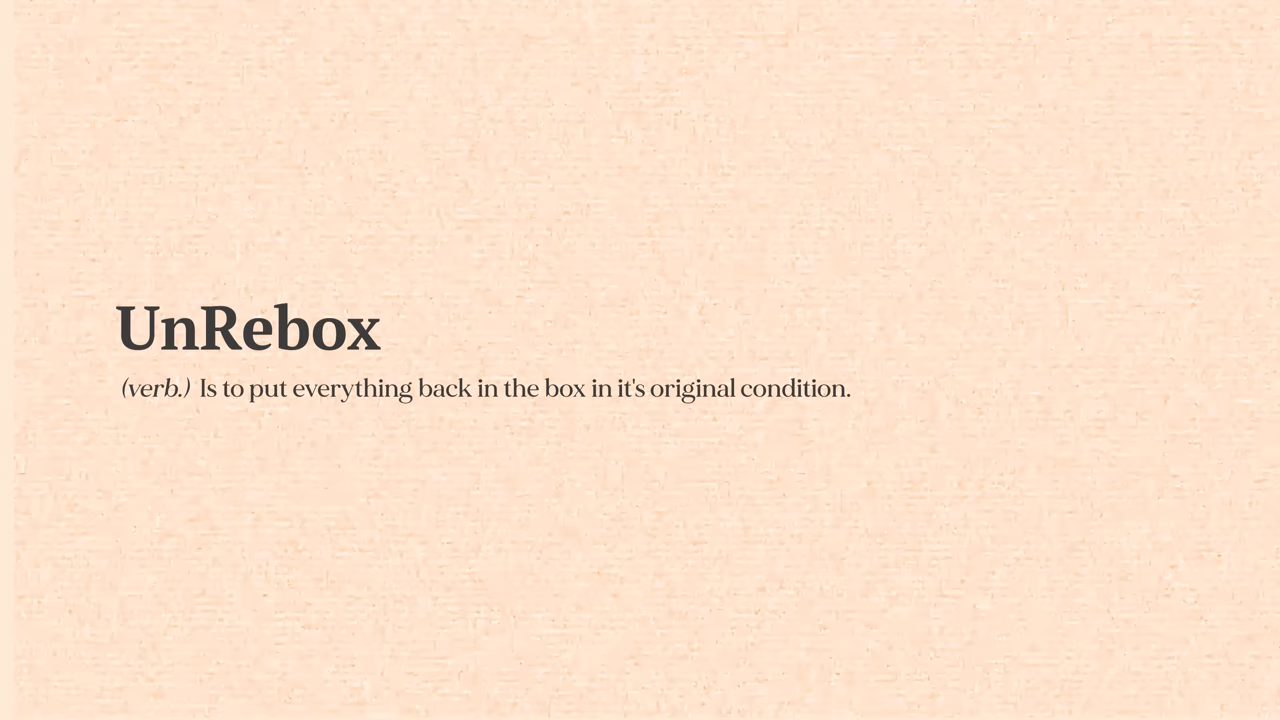 UnRebox
(verb.) Is to put everything back in the box in it's original condition.